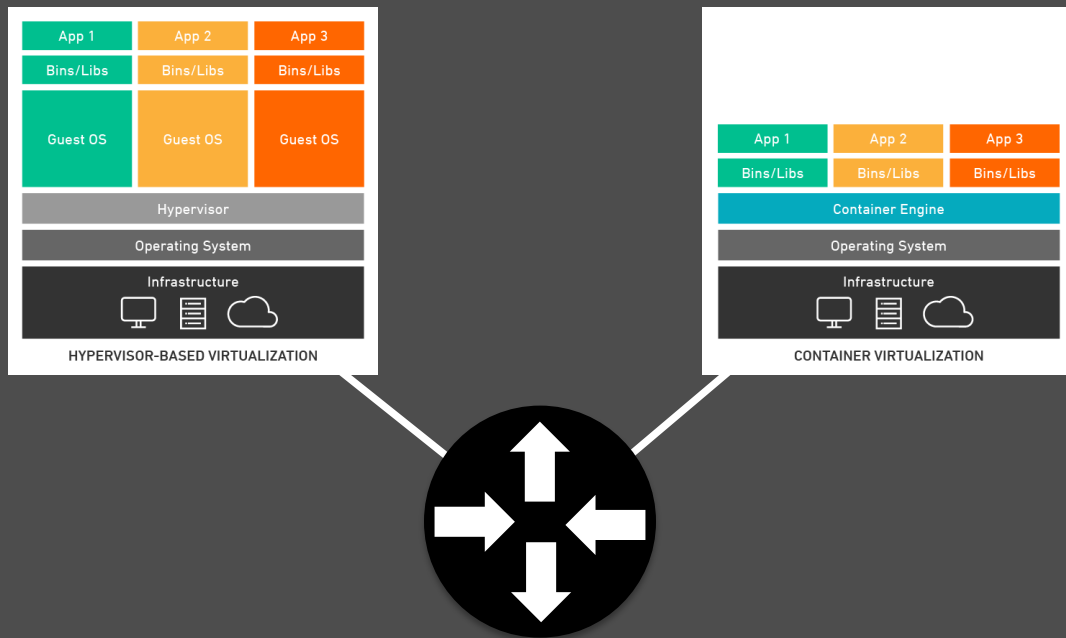 App 1
App 2
App 3
Bins/Libs
Bins/Libs
Bins/Libs
Guest OS
Guest OS
Guest OS
Hypervisor
Operating System
Infrastructure
HYPERVISOR-BASED VIRTUALIZATION
App 1
App 2
App 3
Bins/Libs
Bins/Libs
Bins/Libs
Container Engine
Operating System
Infrastructure
CONTAINER VIRTUALIZATION